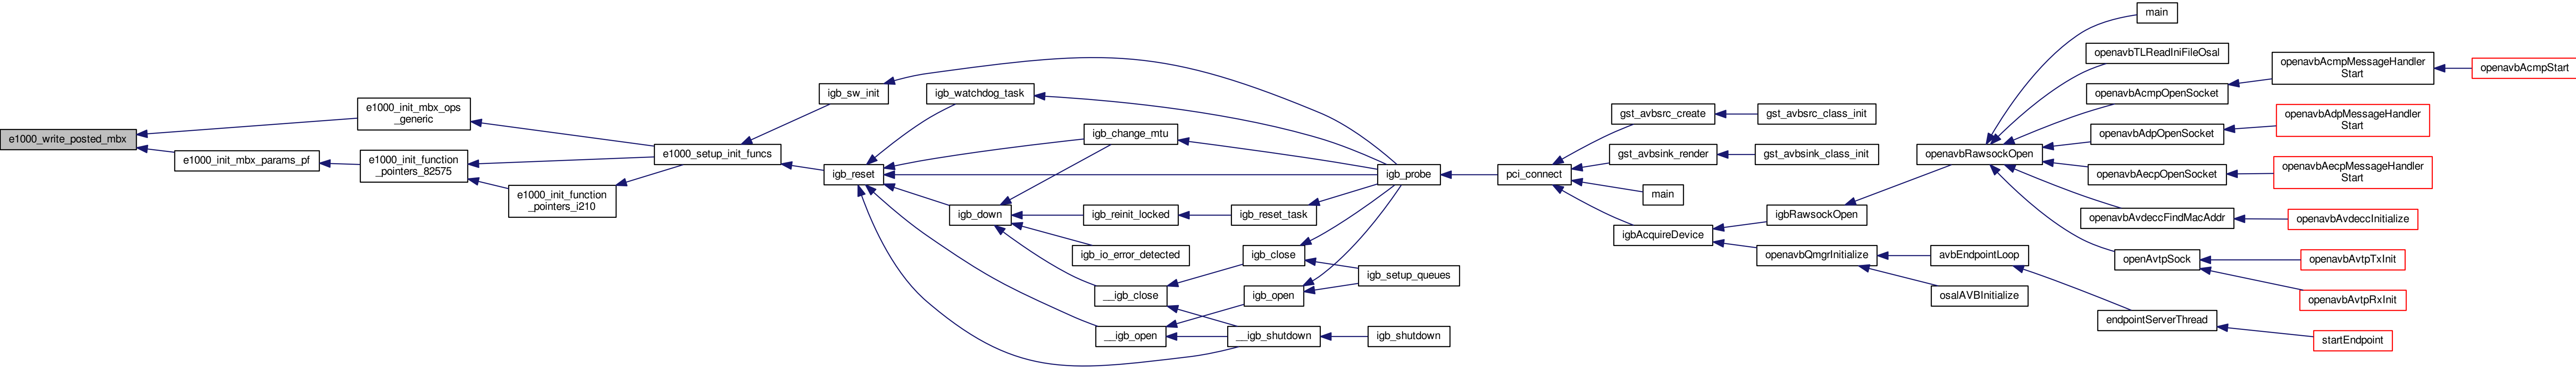 e1000_write_posted_mbx
e1000_init_mbx_ops
_generic
e1000_init_mbx_params_pf
e1000_init_function
_pointers_82575
e1000_init_function
_pointers_i210
e1000_setup_init_funcs
igb_sw_init
igb_reset
igb_watchdog_task
igb_change_mtu
igb_down
igb_reinit_locked
igb_reset_task
igb_io_error_detected
__igb_close
igb_close
__igb_open
igb_open
igb_setup_queues
__igb_shutdown
igb_shutdown
igb_probe
pci_connect
gst_avbsrc_create
gst_avbsrc_class_init
gst_avbsink_render
gst_avbsink_class_init
main
igbAcquireDevice
igbRawsockOpen
openavbQmgrInitialize
avbEndpointLoop
osalAVBInitialize
openavbRawsockOpen
main
openavbTLReadIniFileOsal
openavbAcmpOpenSocket
openavbAcmpMessageHandler
Start
openavbAcmpStart
openavbAdpOpenSocket
openavbAdpMessageHandler
Start
openavbAecpOpenSocket
openavbAecpMessageHandler
Start
openavbAvdeccFindMacAddr
openavbAvdeccInitialize
openAvtpSock
openavbAvtpTxInit
openavbAvtpRxInit
endpointServerThread
startEndpoint